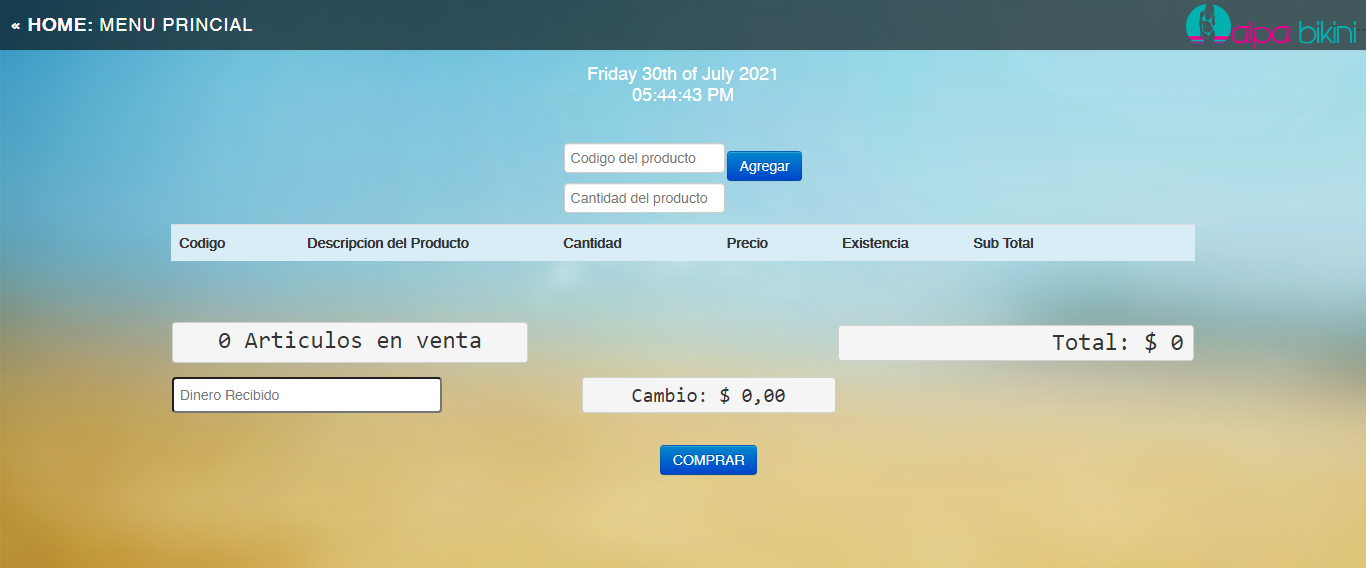 « HOME: MENU PRINCIAL
alpa bikini
Friday 30th of July 2021
05:44:43 PM
Codigo del producto
Agregar
Cantidad del producto
Codigo Descripcion del Producto Cantidad Precio Existencia Sub Total
0 Articulos en venta
Total: $ 0
Dinero Recibido
Cambio: $ 0,00
COMPRAR